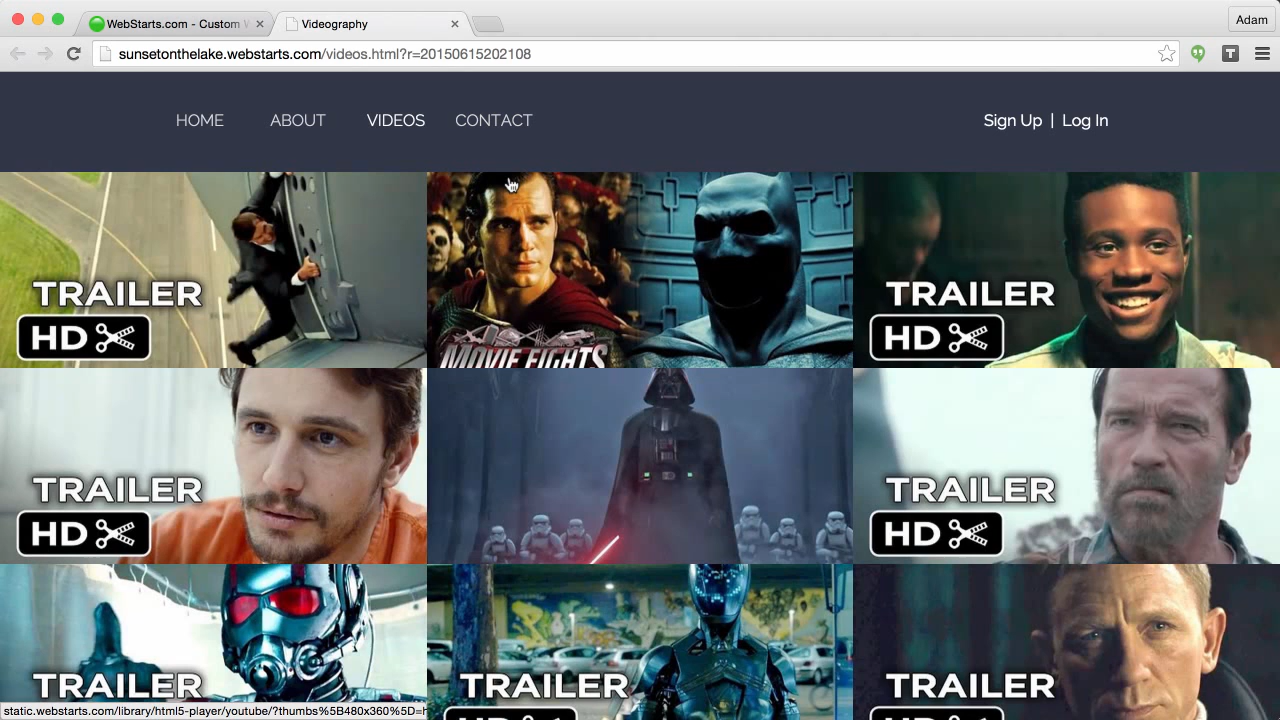 WebStarts.com - Custom W
Videography
Adam
sunsetonthelake.webstarts.com/videos.html?r=20150615202108
HOME ABOUT VIDEOS CONTACT Sign Up | Log In
TRAILER
HD
MOVIE FIGHTS
TRAILER
HD
TRAILER
HD
TRAILER
HD
TRAILER
TRAILER
HD
TRAILER
HD
static.webstarts.com/library/html5-player/youtube/?thumbs%5B480x360%5D=h